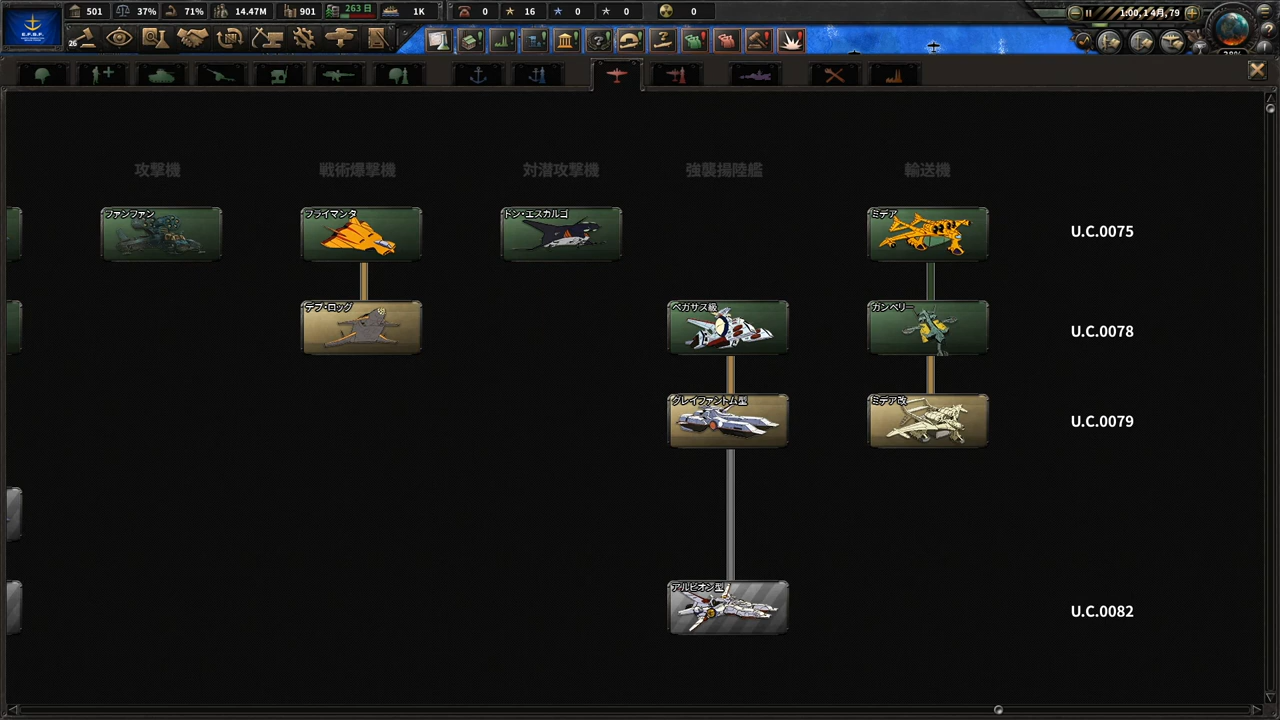 E.F.S.F.
501
37%
71%
14.47M
901
263 日
1K
0
16
0
0
0
1:00, 1 4月, 79
26
攻撃機
戦術爆撃機
対潜攻撃機
強襲揚陸艦
輸送機
ファンファン
フライマンタ
ドン・エスカルゴ
ミデア
U.C.0075
デプ・ロッグ
ペガサス級
ガンペリー
U.C.0078
グレイファントム型
ミデア改
U.C.0079
アルビオン型
U.C.0082